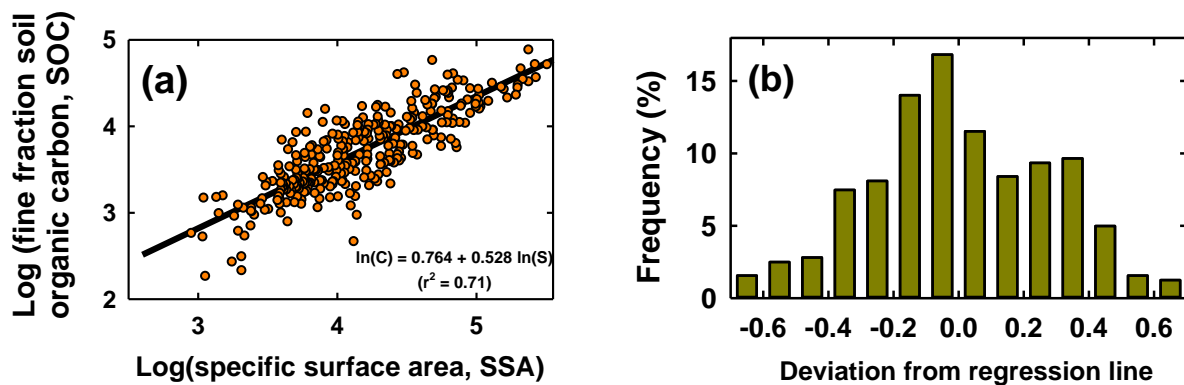 Log (fine fraction soil
organic carbon, SOC)
5
4
3
2
(a)
ln(C) = 0.764 + 0.528 ln(S)
(r² = 0.71)
3 4 5
Log(specific surface area, SSA)
Frequency (%)
15
10
5
0
(b)
-0.6 -0.4 -0.2 0.0 0.2 0.4 0.6
Deviation from regression line